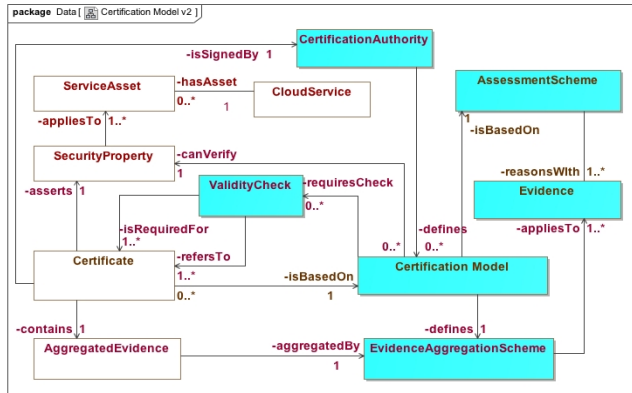 package Data [ Certification Model v2 ]
-isSignedBy 1
CertificationAuthority
ServiceAsset
-hasAsset
0..*
1
CloudService
AssessmentScheme
1
-isBasedOn
-appliesTo 1..*
SecurityProperty
-canVerify
1
-asserts 1
ValidityCheck
-requiresCheck
0..*
-reasonsWIth 1..*
Evidence
-appliesTo 1..*
-isRequiredFor
1..*
-defines
0..*
0..*
Certificate
-refersTo
1..*
0..*
-isBasedOn
1
Certification Model
-contains 1
-defines 1
AggregatedEvidence
-aggregatedBy
1
EvidenceAggregationScheme